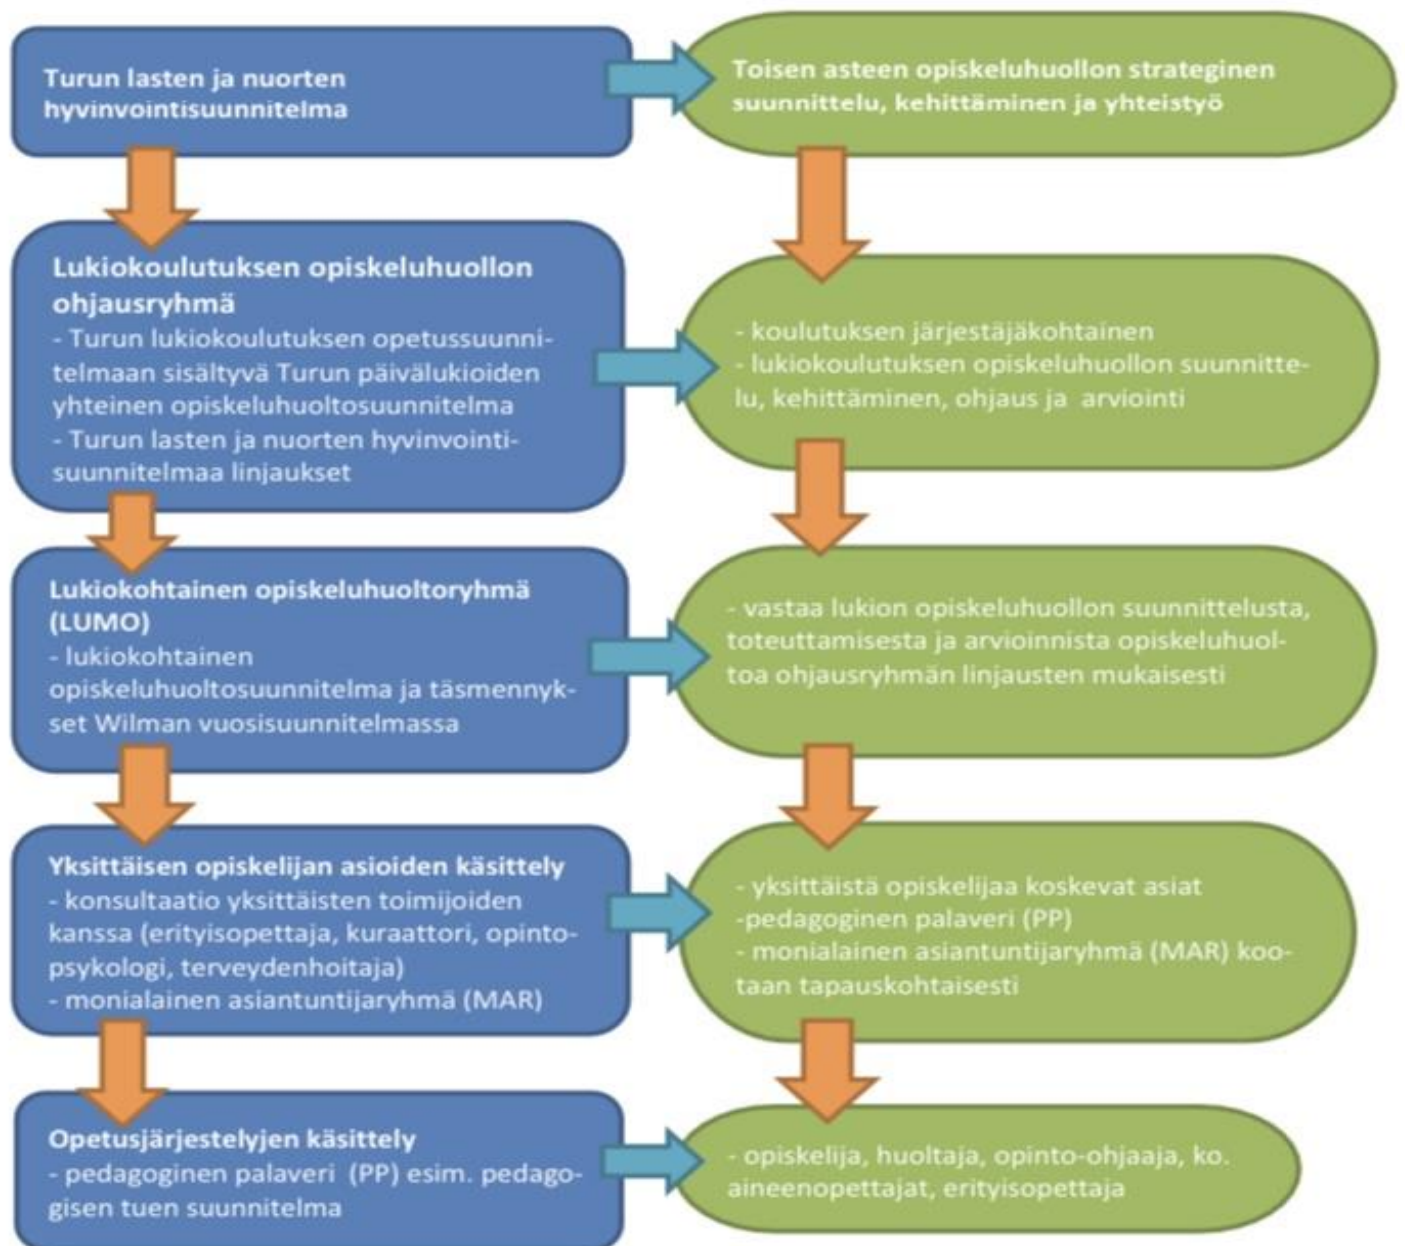 Turun lasten ja nuorten
hyvinvointisuunnitelma
Toisen asteen opiskeluhuollon strateginen
suunnittelu, kehittäminen ja yhteistyö
Lukiokoulutuksen opiskeluhuollon
ohjausryhmä
- Turun lukiokoulutuksen opetussuunni-
telmaan sisältyvä Turun päivälukioiden
yhteinen opiskeluhuoltosuunnitelma
- Turun lasten ja nuorten hyvinvointi-
suunnitelmaa linjaukset
- koulutuksen järjestäjäkohtainen
- lukiokoulutuksen opiskeluhuollon suunnitte-
lu, kehittäminen, ohjaus ja arviointi
Lukiokohtainen opiskeluhuoltoryhmä
(LUMO)
- lukiokohtainen
opiskeluhuoltosuunnitelma ja täsmennyk-
set Wilman vuosisuunnitelmassa
- vastaa lukion opiskeluhuollon suunnittelusta,
toteuttamisesta ja arvioinnista opiskeluhuol-
toa ohjausryhmän linjausten mukaisesti
Yksittäisen opiskelijan asioiden käsittely
- konsultaatio yksittäisten toimijoiden
kanssa (erityisopettaja, kuraattori, opinto-
psykologi, terveydenhoitaja)
- monialainen asiantuntijaryhmä (MAR)
- yksittäistä opiskelijaa koskevat asiat
-pedagoginen palaveri (PP)
- monialainen asiantuntijaryhmä (MAR) koo-
taan tapauskohtaisesti
Opetusjärjestelyjen käsittely
- pedagoginen palaveri (PP) esim. pedago-
gisen tuen suunnitelma
- opiskelija, huoltaja, opinto-ohjaaja, ko.
aineenopettajat, erityisopettaja